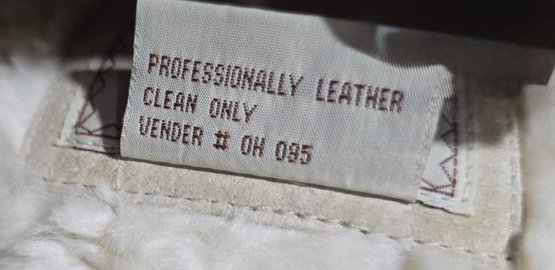 PROFESSIONALLY LEATHER
CLEAN ONLY
VENDER # OH 095